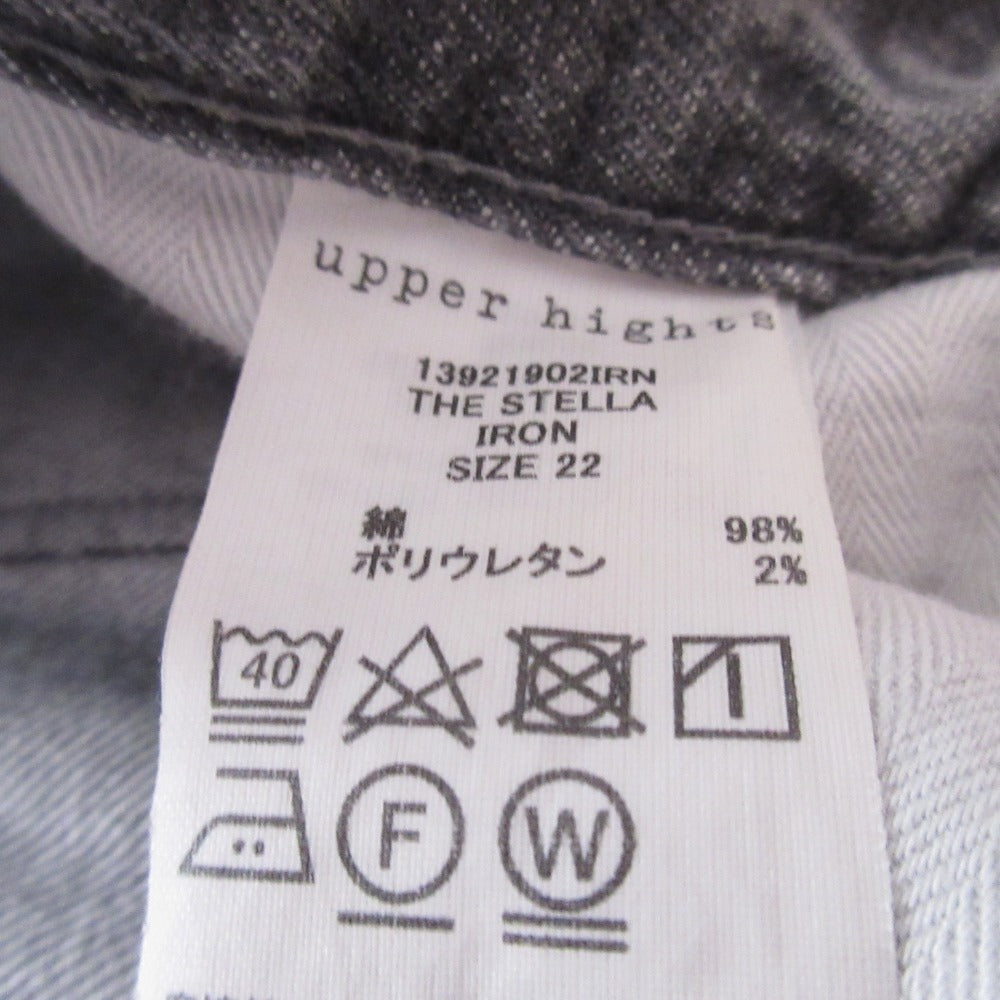 upper hights
13921902IRN
THE STELLA
IRON
SIZE 22
綿 98%
ポリウレタン 2%
40
F W